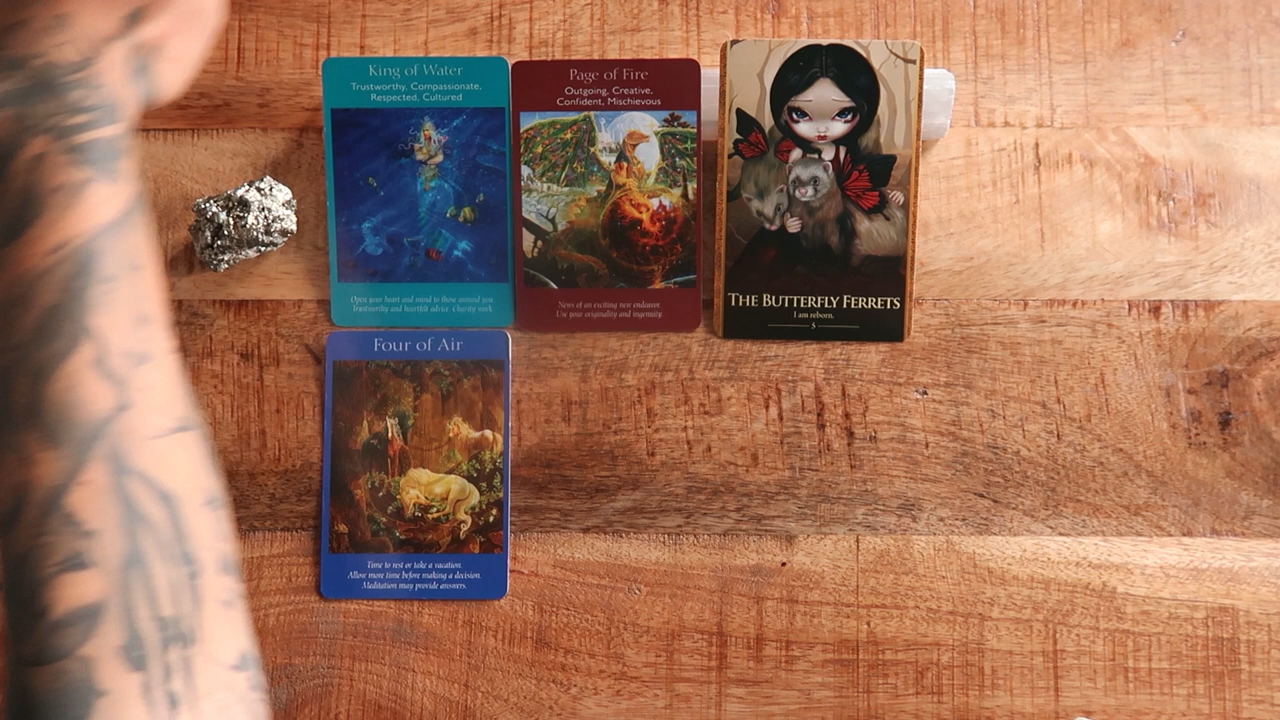 King of Water
Trustworthy, Compassionate,
Respected, Cultured
Open your heart and mind to those around you.
Trustworthy and heartfelt advice. Charity work.
Page of Fire
Outgoing, Creative,
Confident, Mischievous
News of an exciting new endeavor.
Use your originality and ingenuity.
THE BUTTERFLY FERRETS
I am reborn.
5
Four of Air
Time to rest or take a vacation.
Allow more time before making a decision.
Meditation may provide answers.